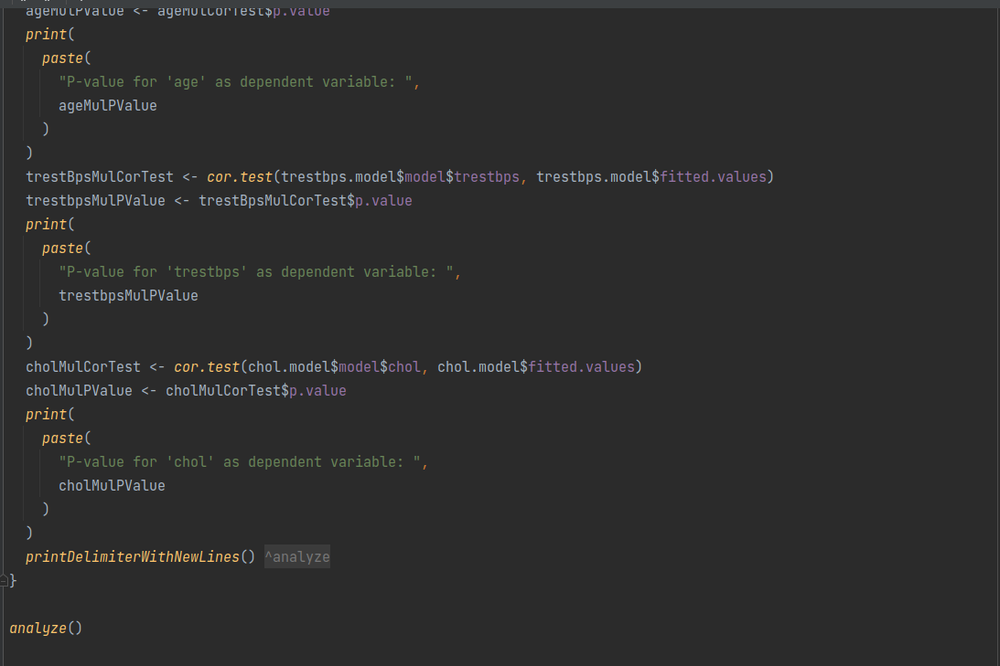 ageMulPValue <- ageMulCorTest$p.value
print(
paste(
"P-value for 'age' as dependent variable: ",
ageMulPValue
)
)
trestBpsMulCorTest <- cor.test(trestbps.model$model$trestbps, trestbps.model$fitted.values)
trestbpsMulPValue <- trestBpsMulCorTest$p.value
print(
paste(
"P-value for 'trestbps' as dependent variable: ",
trestbpsMulPValue
)
)
cholMulCorTest <- cor.test(chol.model$model$chol, chol.model$fitted.values)
cholMulPValue <- cholMulCorTest$p.value
print(
paste(
"P-value for 'chol' as dependent variable: ",
cholMulPValue
)
)
printDelimiterWithNewLines() ^analyze
}
analyze()